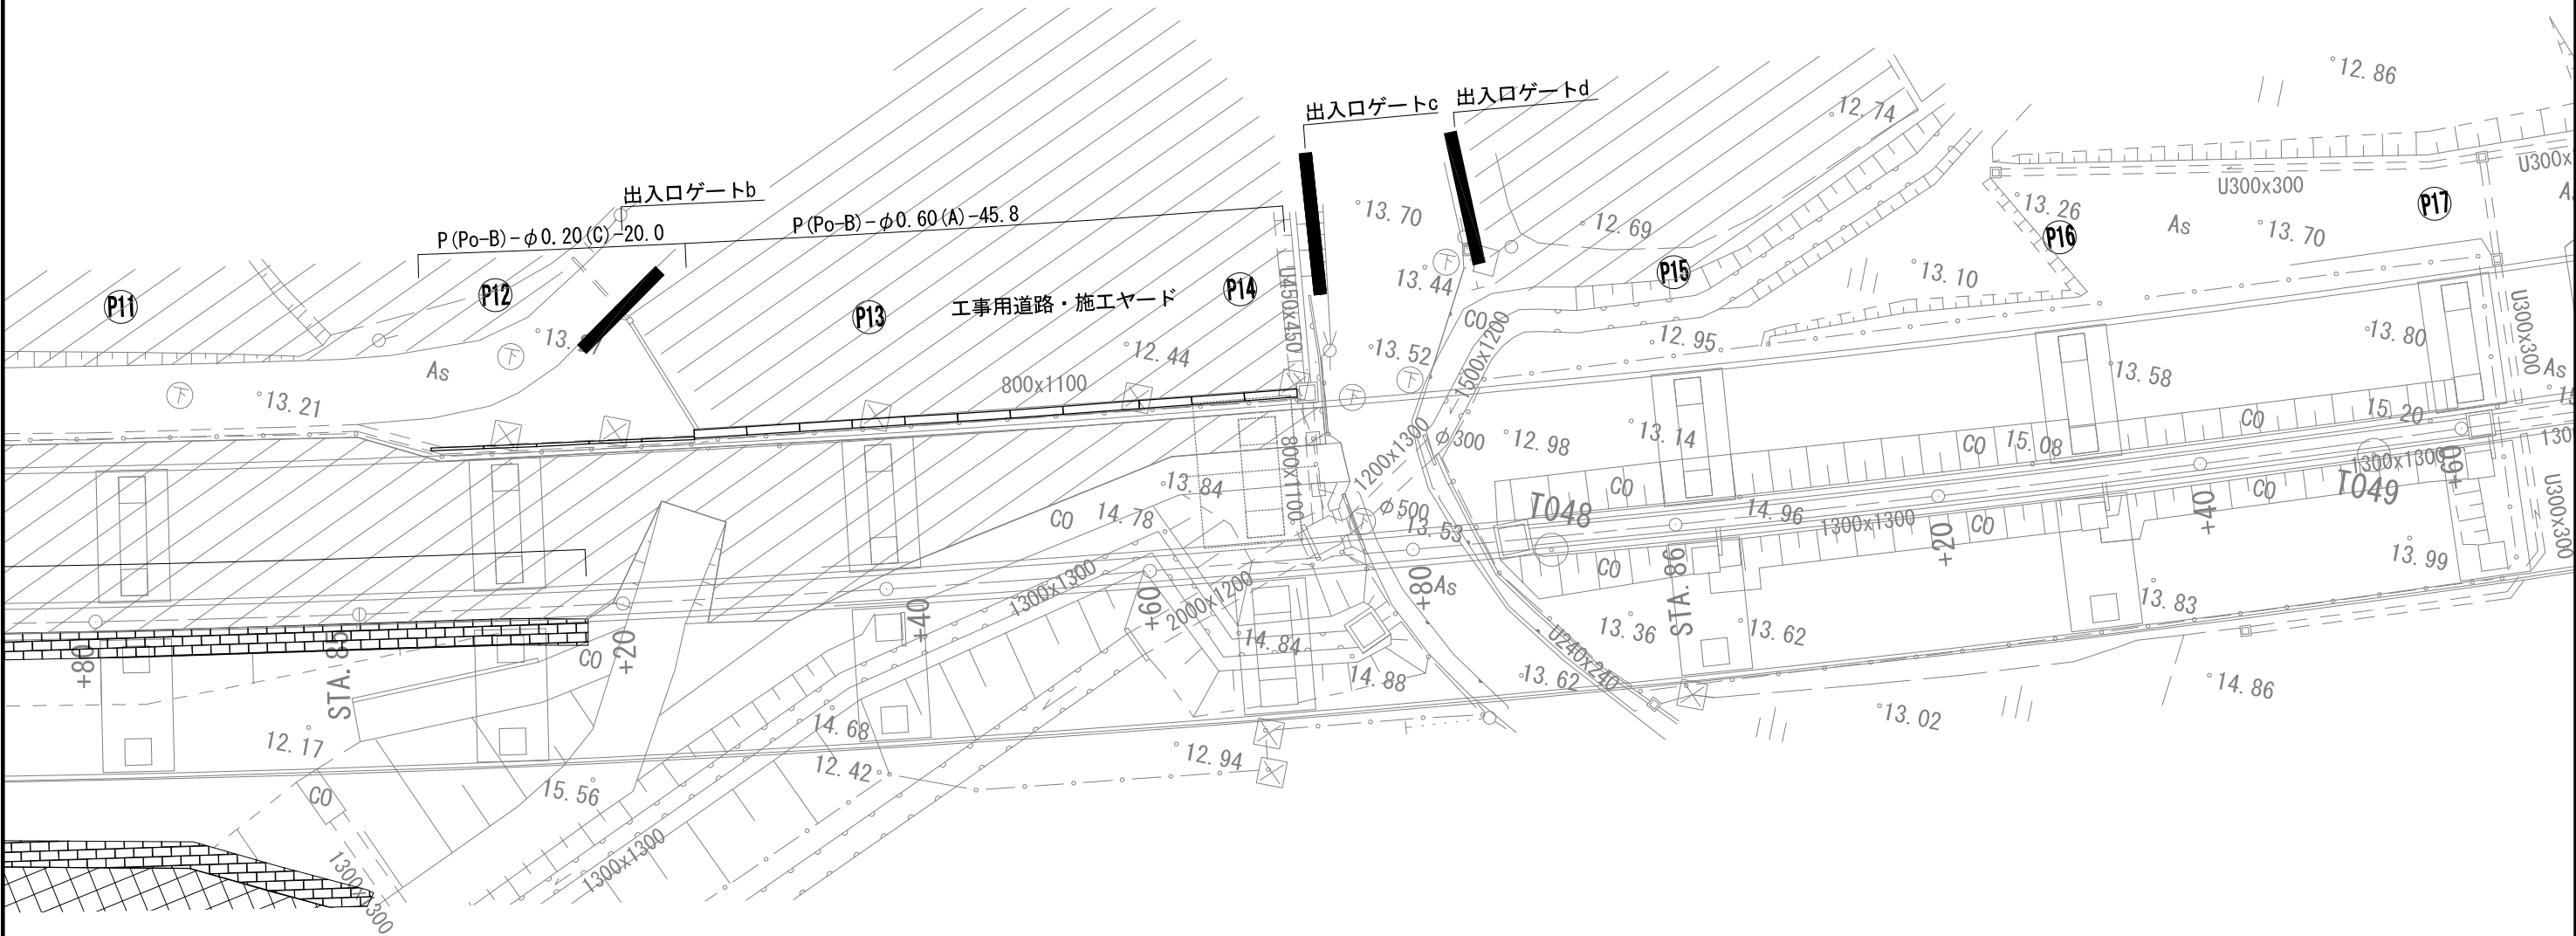 12.86
出入口ゲートc
出入口ゲートd
12.74
U300x
出入口ゲートb
U300x300
P17
13.70
13.26
As
P(Po-B)-φ0.20(C)-20.0
P(Po-B)-φ0.60(A)-45.8
12.69
13.70
P16
P11
P12
P13
工事用道路・施工ヤード
P14
U450x450
13.44
P15
13.10
CO
1500x1200
12.95
13.80
U300x300
As
13.21
As
12.44
800x1100
13.52
13.58
15.20
CO
φ300
12.98
13.14
CO
15.08
1200x1300
800x1100
13.84
CO
14.78
φ500
13.53
CO
T048
14.96
1300x1300
CO
+20
+40
CO
T049
1300x1300
+60
130
U300x300
13.99
1300x1300
+60
2000x1200
+80
As
CO
STA.86
13.83
+40
+20
CO
STA.85
+80
14.84
14.88
13.36
13.62
U240x240
13.62
14.86
13.02
12.17
14.68
12.42
12.94
15.56
CO
1300x1300
1300x1300